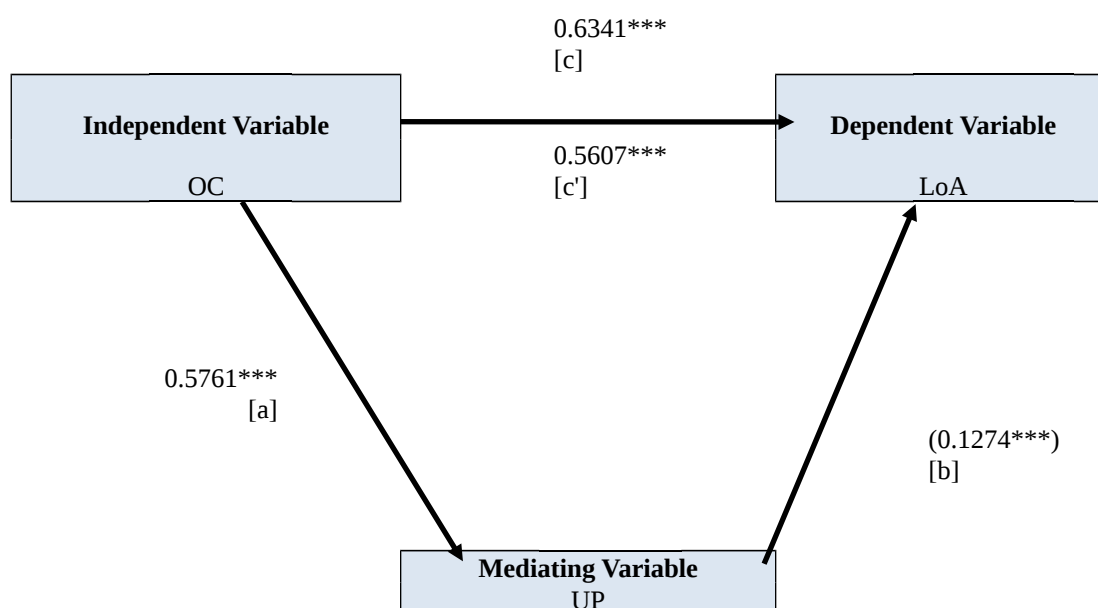 0.6341***
[c]
Independent Variable
OC
Dependent Variable
LoA
0.5607***
[c']
0.5761***
[a]
(0.1274***)
[b]
Mediating Variable
UP